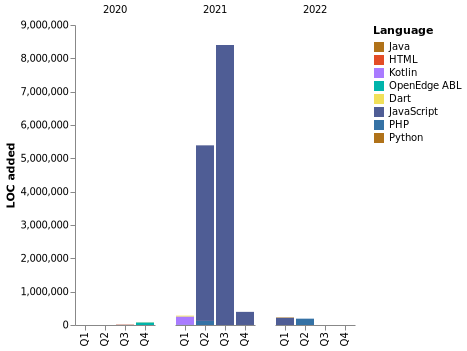 2020
2021
2022
LOC added
9,000,000
8,000,000
7,000,000
6,000,000
5,000,000
4,000,000
3,000,000
2,000,000
1,000,000
0
Q1
Q2
Q3
Q4
Q1
Q2
Q3
Q4
Q1
Q2
Q3
Q4
Language
Java
HTML
Kotlin
OpenEdge ABL
Dart
JavaScript
PHP
Python